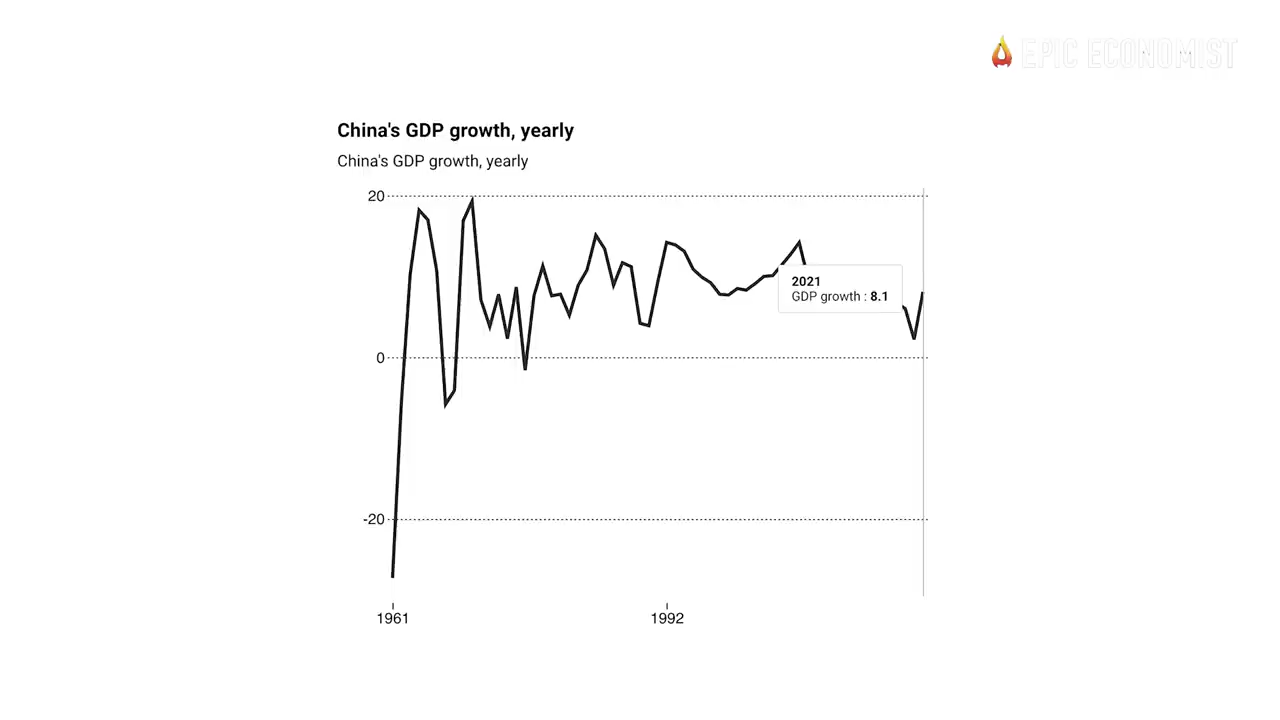 EPIC ECONOMIST
China's GDP growth, yearly
China's GDP growth, yearly
20
2021
GDP growth : 8.1
0
-20
1961
1992